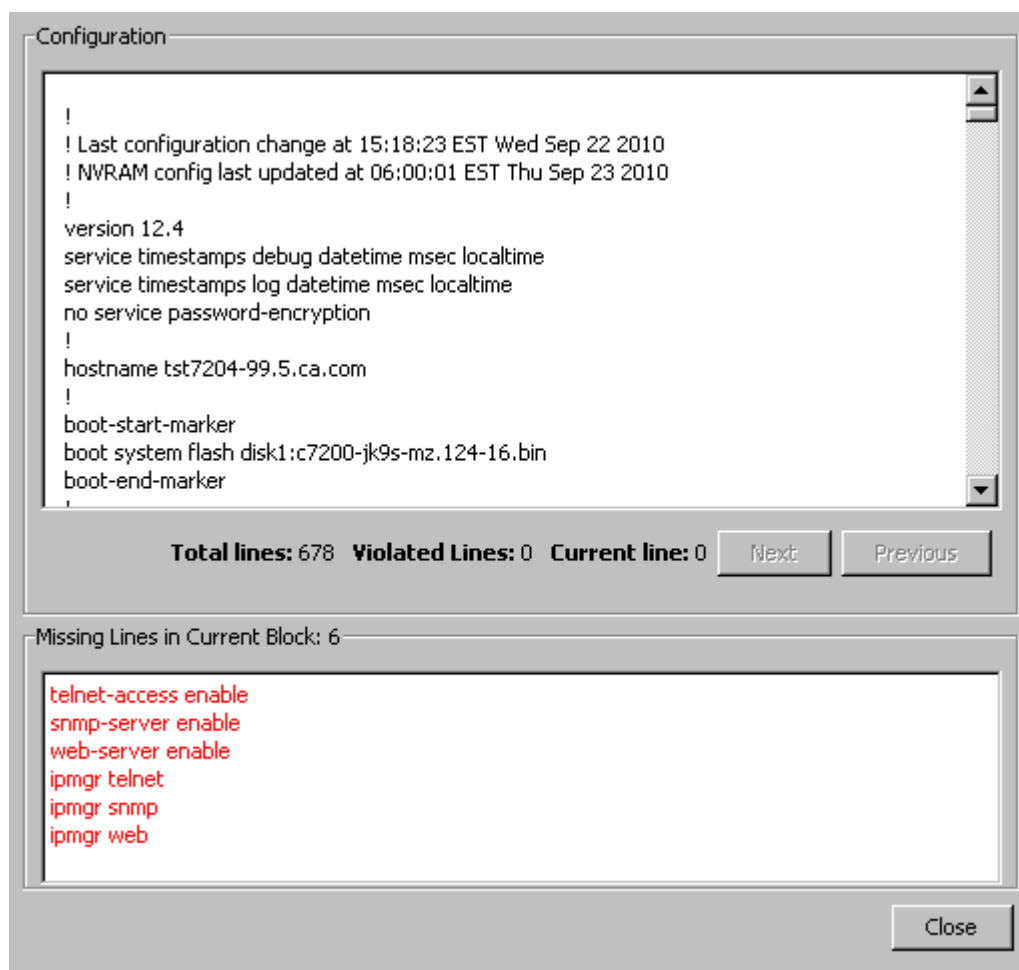 Configuration
!
! Last configuration change at 15:18:23 EST Wed Sep 22 2010
! NVRAM config last updated at 06:00:01 EST Thu Sep 23 2010
!
version 12.4
service timestamps debug datetime msec localtime
service timestamps log datetime msec localtime
no service password-encryption
!
hostname tst7204-99.5.ca.com
!
boot-start-marker
boot system flash disk1:c7200-jk9s-mz.124-16.bin
boot-end-marker
!
Total lines: 678 Violated Lines: 0 Current line: 0 Next Previous
Missing Lines in Current Block: 6
telnet-access enable
snmp-server enable
web-server enable
ipmgr telnet
ipmgr snmp
ipmgr web
Close